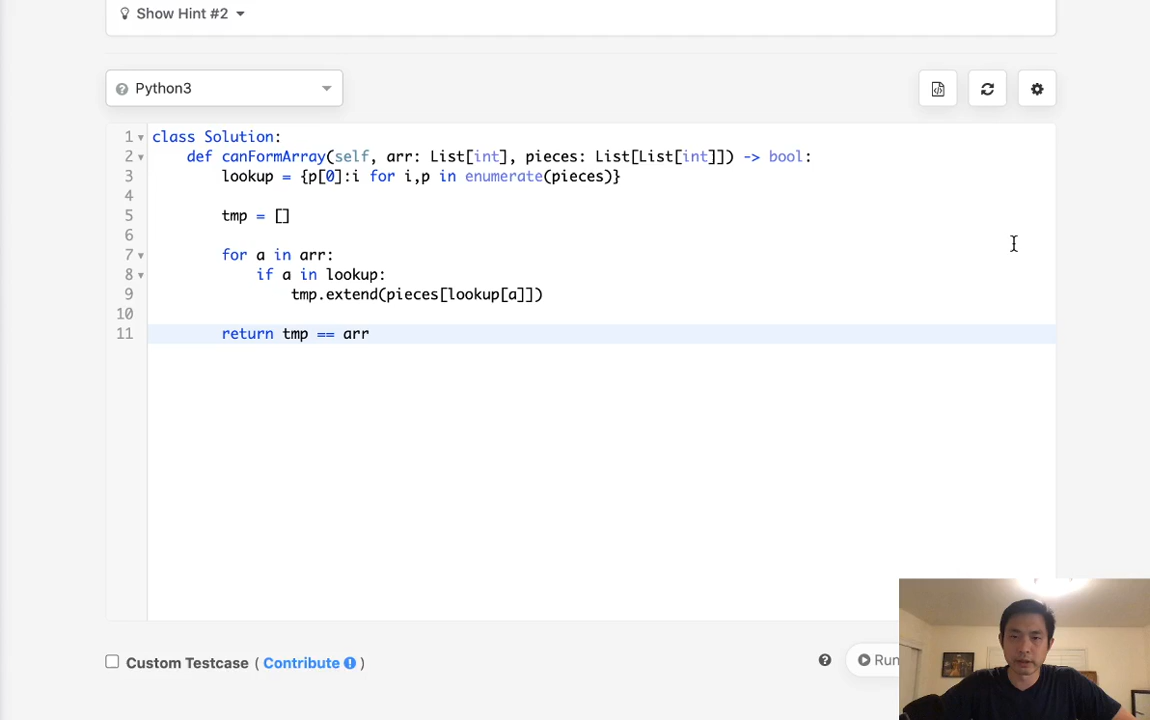 Show Hint #2
Python3
1 class Solution:
2 def canFormArray(self, arr: List[int], pieces: List[List[int]]) -> bool:
3 lookup = {p[0]:i for i,p in enumerate(pieces)}
4
5 tmp = []
6
7 for a in arr:
8 if a in lookup:
9 tmp.extend(pieces[lookup[a]])
10
11 return tmp == arr
Custom Testcase ( Contribute )
Run